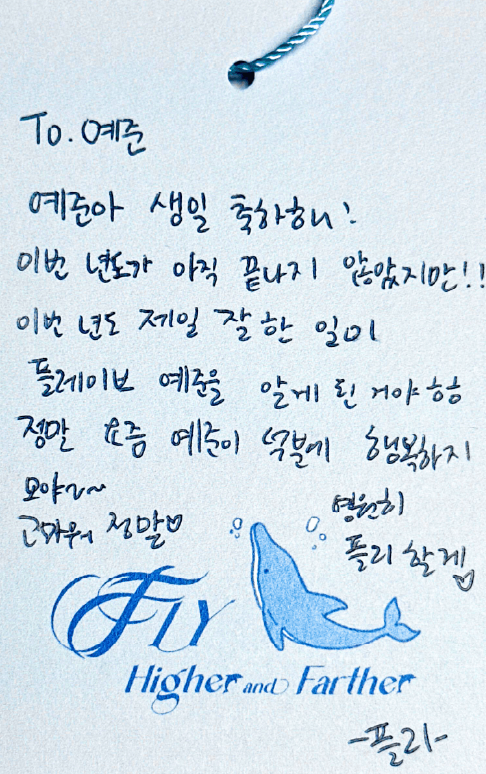 To. 예준
예준아 생일 축하해!
이번 년도가 아직 끝나지 않았지만!!
이번 년도 제일 잘 한 일이
플레이브 예준을 알게 된 거야 ㅎㅎ
정말 요즘 예준이 덕분에 행복하지
모야~~
고마워 정말♡
영원히
플리 할게♡
FLY
Higher and Farther
-플리-